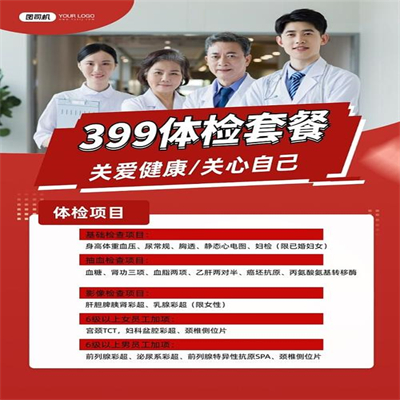 图司机
YOUR LOGO
399体检套餐
关爱健康/关心自己
体检项目
基础检查项目:
身高体重血压、尿常规、胸透、静态心电图、妇检（限已婚妇女）
抽血检查项目:
血糖、肾功三项、血脂两项、乙肝两对半、癌坯抗原、丙氨酸氨基转移酶
影像检查项目:
肝胆脾胰肾彩超、乳腺彩超（限女性）
6级以上女员工加项:
宫颈TCT，妇科盆腔彩超、颈椎侧位片
6级以上男员工加项:
前列腺彩超、泌尿系彩超、前列腺特异性抗原SPA、颈椎侧位片